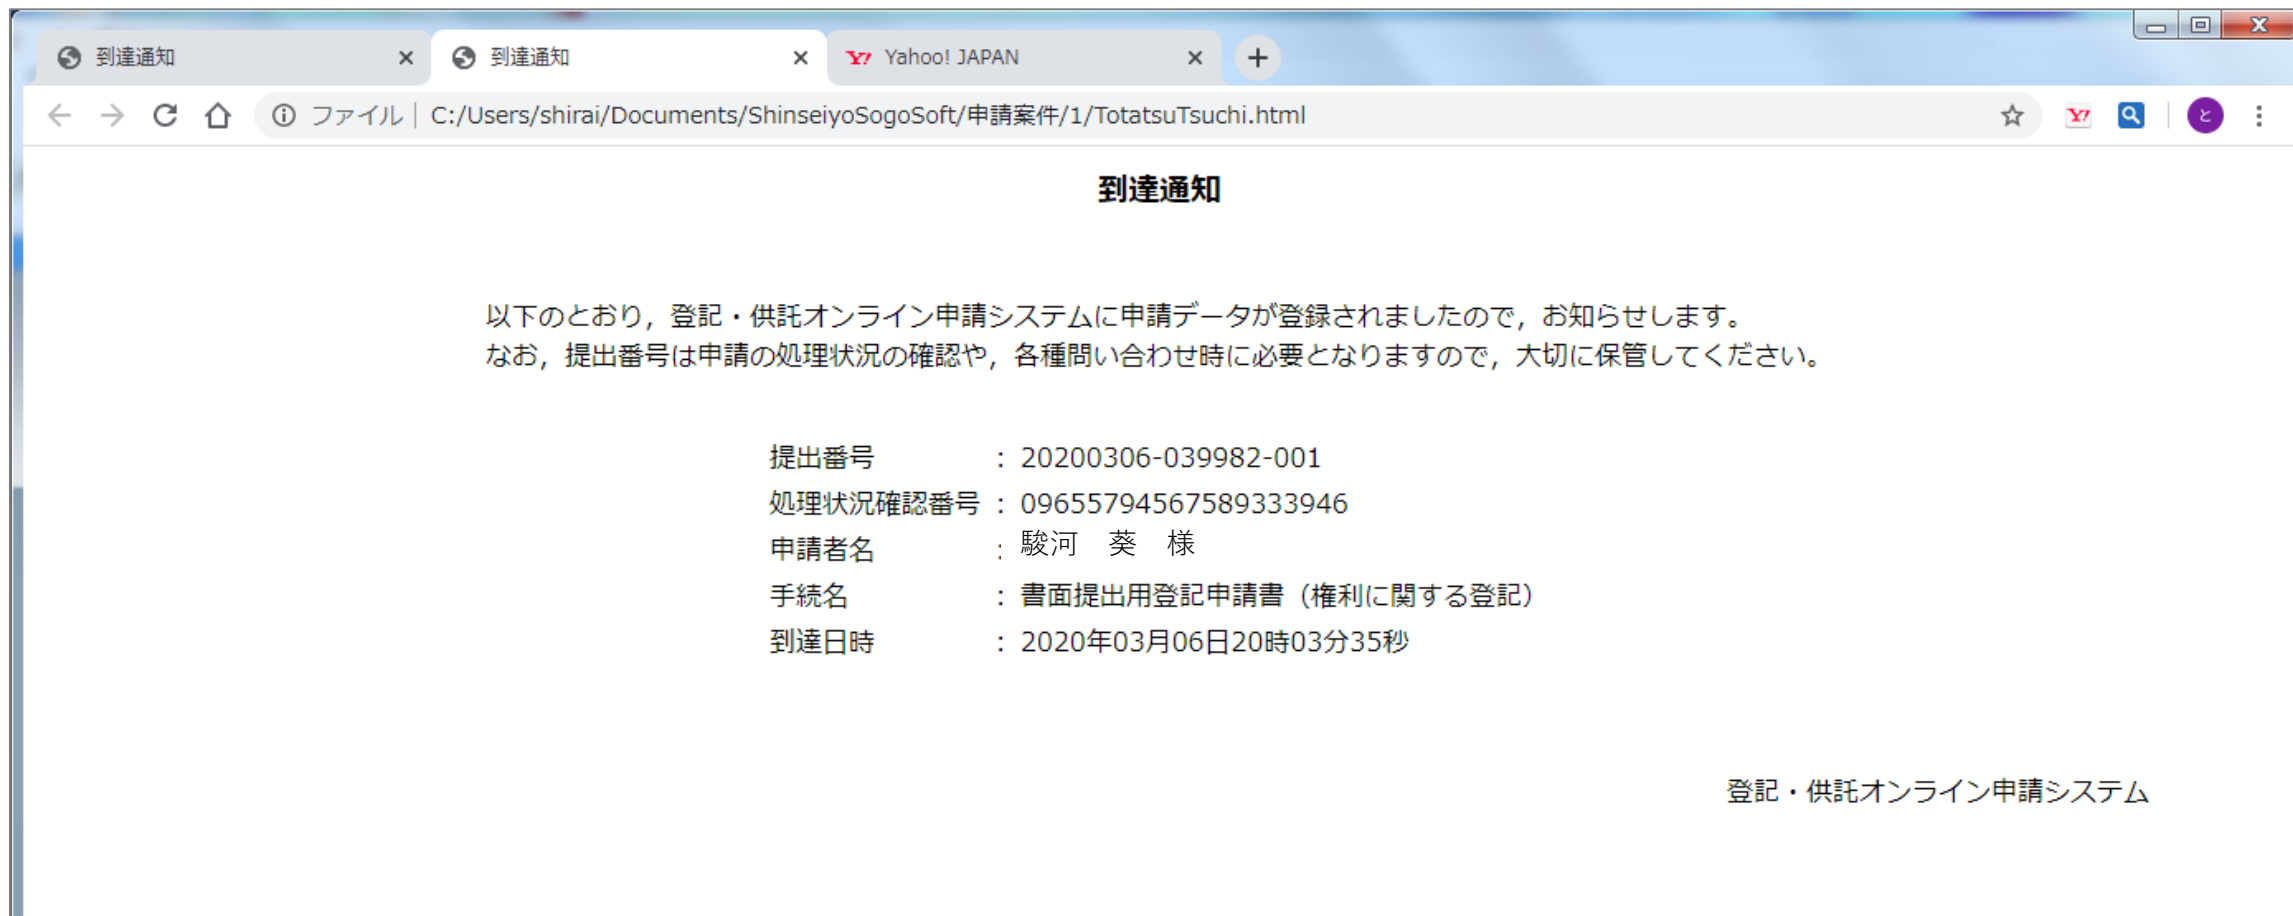 到達通知
到達通知
Yahoo! JAPAN
ファイル | C:/Users/shirai/Documents/ShinseiyoSogoSoft/申請案件/1/TotatsuTsuchi.html
と
到達通知
以下のとおり，登記・供託オンライン申請システムに申請データが登録されましたので，お知らせします。
なお，提出番号は申請の処理状況の確認や，各種問い合わせ時に必要となりますので，大切に保管してください。
提出番号 : 20200306-039982-001
処理状況確認番号 : 09655794567589333946
申請者名 : 駿河　葵　様
手続名 : 書面提出用登記申請書（権利に関する登記）
到達日時 : 2020年03月06日20時03分35秒
登記・供託オンライン申請システム